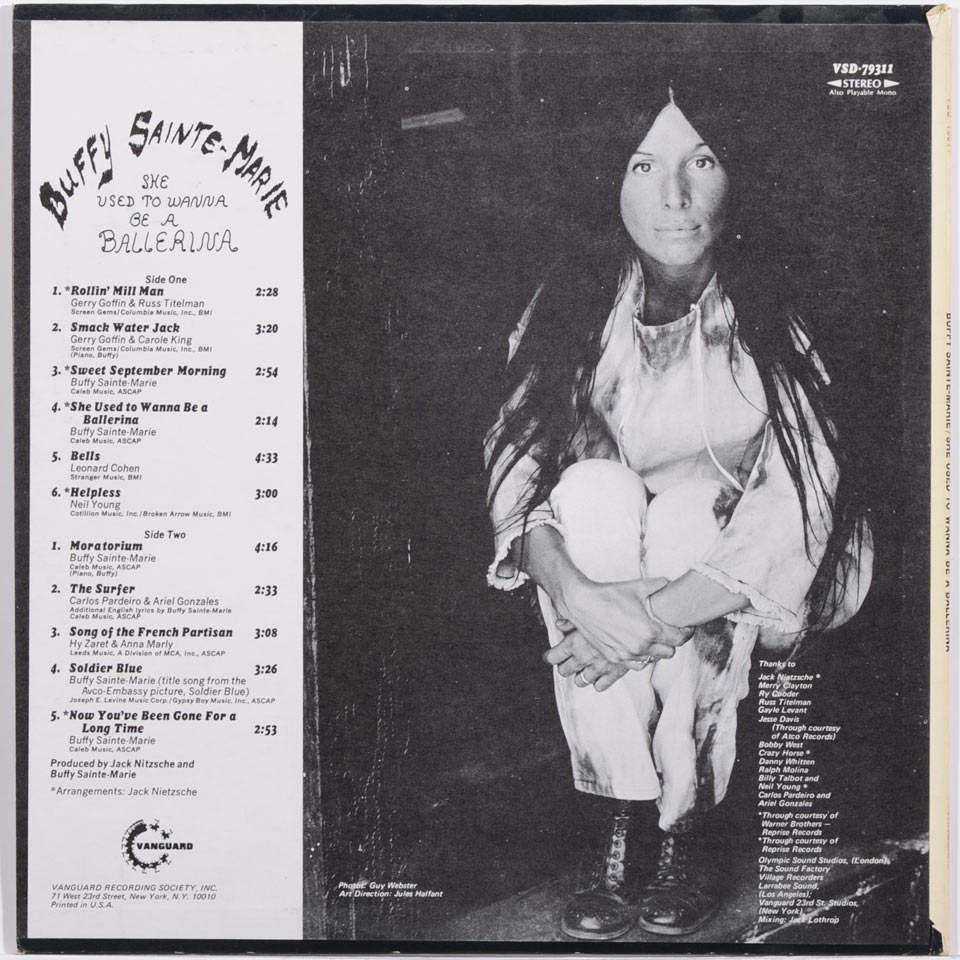 BUFFY SAINTE-MARIE
SHE
USED TO WANNA
BE A
BALLERINA
Side One
1. *Rollin' Mill Man 2:28
Gerry Goffin & Russ Titelman
Screen Gems/Columbia Music, Inc., BMI
2. Smack Water Jack 3:20
Gerry Goffin & Carole King
Screen Gems/Columbia Music, Inc., BMI
(Piano, Buffy)
3. *Sweet September Morning 2:54
Buffy Sainte-Marie
Caleb Music, ASCAP
4. *She Used to Wanna Be a
Ballerina 2:14
Buffy Sainte-Marie
Caleb Music, ASCAP
5. Bells 4:33
Leonard Cohen
Stranger Music, BMI
6. *Helpless 3:00
Neil Young
Cotillion Music, Inc./Broken Arrow Music, BMI
Side Two
1. Moratorium 4:16
Buffy Sainte-Marie
Caleb Music, ASCAP
(Piano, Buffy)
2. The Surfer 2:33
Carlos Pardeiro & Ariel Gonzales
Additional English lyrics by Buffy Sainte-Marie
Caleb Music, ASCAP
3. Song of the French Partisan 3:08
Hy Zaret & Anna Marly
Leeds Music, A Division of MCA, Inc., ASCAP
4. Soldier Blue 3:26
Buffy Sainte-Marie (title song from the
Avco-Embassy picture, Soldier Blue)
Joseph E. Levine Music Corp./Gypsy Boy Music, Inc., ASCAP
5. *Now You've Been Gone For a
Long Time 2:53
Buffy Sainte-Marie
Caleb Music, ASCAP
Produced by Jack Nitzsche and
Buffy Sainte-Marie
*Arrangements: Jack Nietzsche
VANGUARD
VANGUARD RECORDING SOCIETY, INC.
71 West 23rd Street, New York, N.Y. 10010
Printed in U.S.A.
VSD·79311
STEREO
Also Playable Mono
Photos: Guy Webster
Art Direction: Jules Halfant
Thanks to
Jack Nietzsche *
Merry Clayton
Ry Cooder
Russ Titelman
Gayle Levant
Jesse Davis
(Through courtesy
of Atco Records)
Bobby West
Crazy Horse *
Danny Whitten
Ralph Molina
Billy Talbot and
Neil Young *
Carlos Pardeiro and
Ariel Gonzales
*Through courtesy of
Warner Brothers —
Reprise Records
*Through courtesy of
Reprise Records
Olympic Sound Studios, (London),
The Sound Factory
Village Recorders
Larrabee Sound,
(Los Angeles);
Vanguard 23rd St. Studios,
(New York)
Mixing: Jack Lothrop
BUFFY SAINTE-MARIE/SHE USED TO WANNA BE A BALLERINA